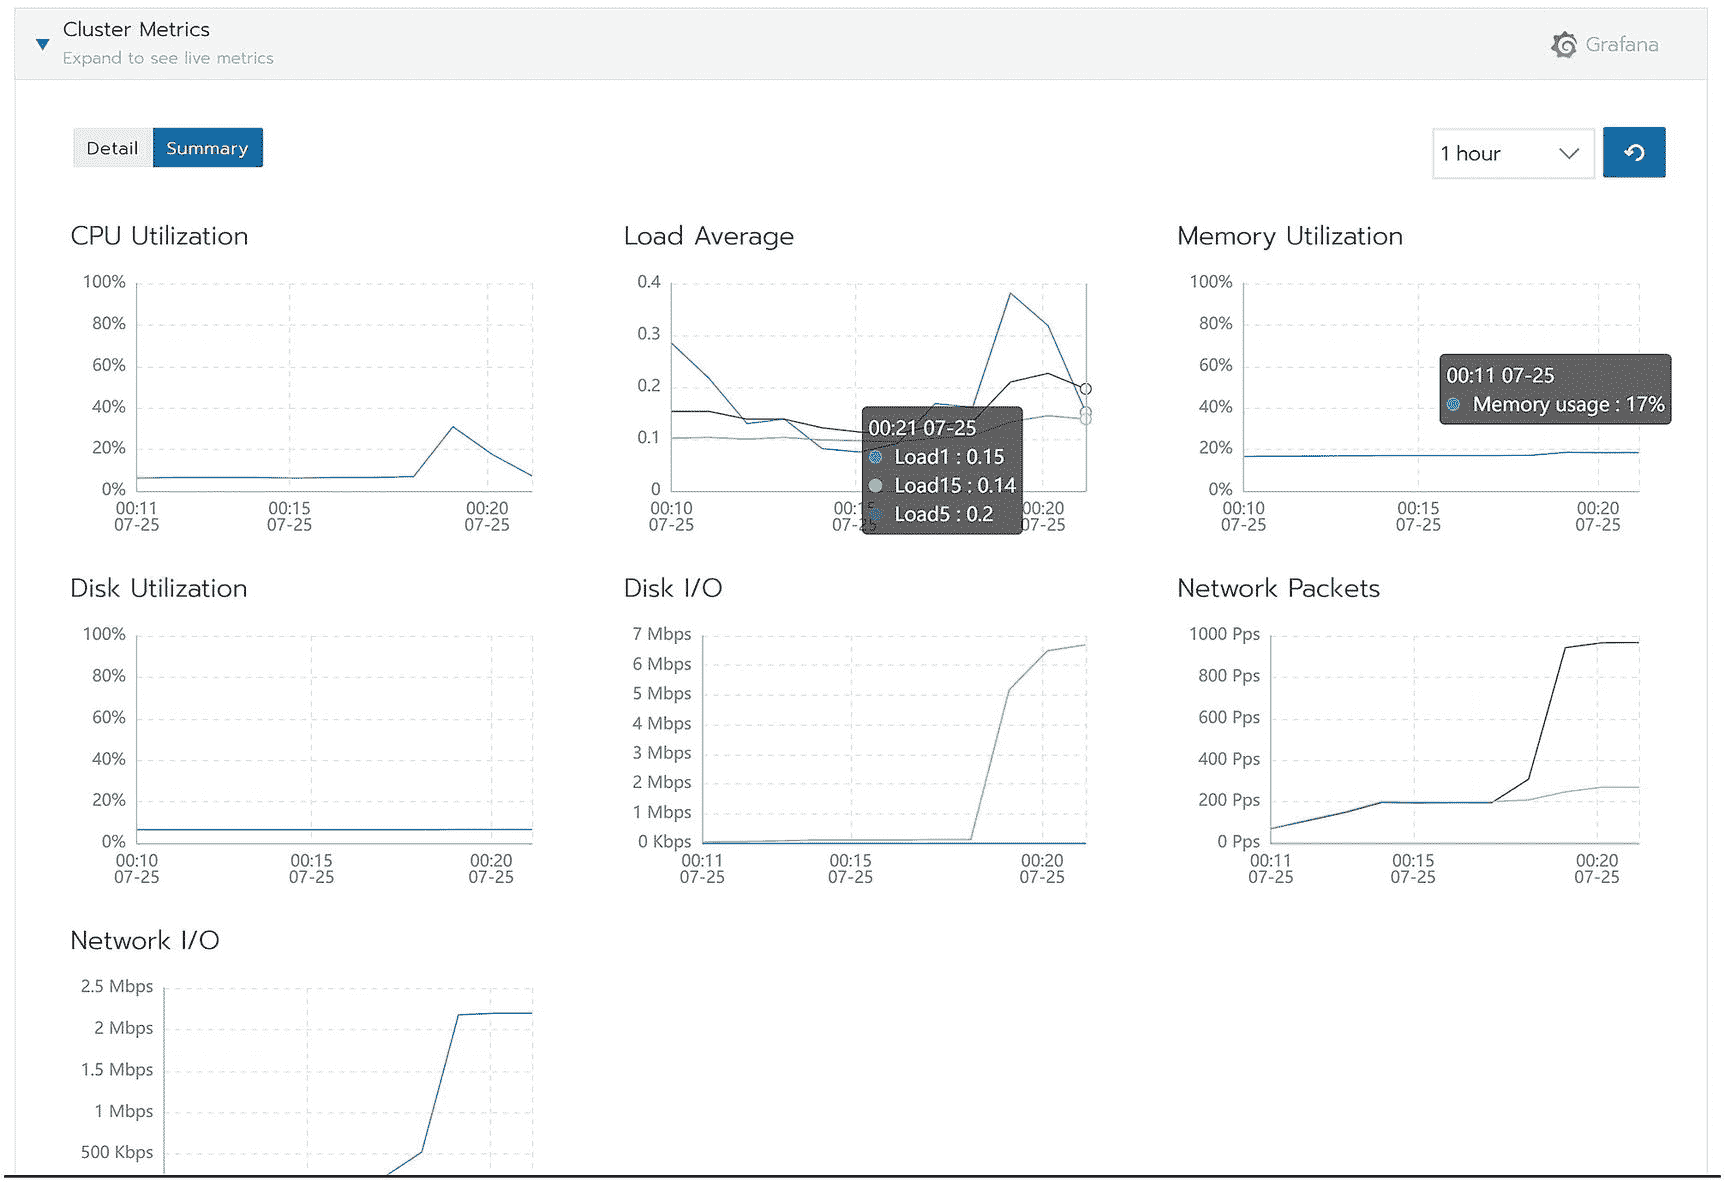 Cluster Metrics
Expand to see live metrics
Grafana
Detail Summary
1 hour
CPU Utilization
100%
80%
60%
40%
20%
0%
00:11 00:15 00:20
07-25 07-25 07-25
Load Average
0.4
0.3
0.2
0.1
0
00:21 07-25
Load1 : 0.15
Load15 : 0.14
Load5 : 0.2
00:10 00:15 00:20
07-25 07-25 07-25
Memory Utilization
100%
80%
60%
40%
20%
0%
00:11 07-25
Memory usage : 17%
00:10 00:15 00:20
07-25 07-25 07-25
Disk Utilization
100%
80%
60%
40%
20%
0%
00:10 00:15 00:20
07-25 07-25 07-25
Disk I/O
7 Mbps
6 Mbps
5 Mbps
4 Mbps
3 Mbps
2 Mbps
1 Mbps
0 Kbps
00:11 00:15 00:20
07-25 07-25 07-25
Network Packets
1000 Pps
800 Pps
600 Pps
400 Pps
200 Pps
0 Pps
00:11 00:15 00:20
07-25 07-25 07-25
Network I/O
2.5 Mbps
2 Mbps
1.5 Mbps
1 Mbps
500 Kbps